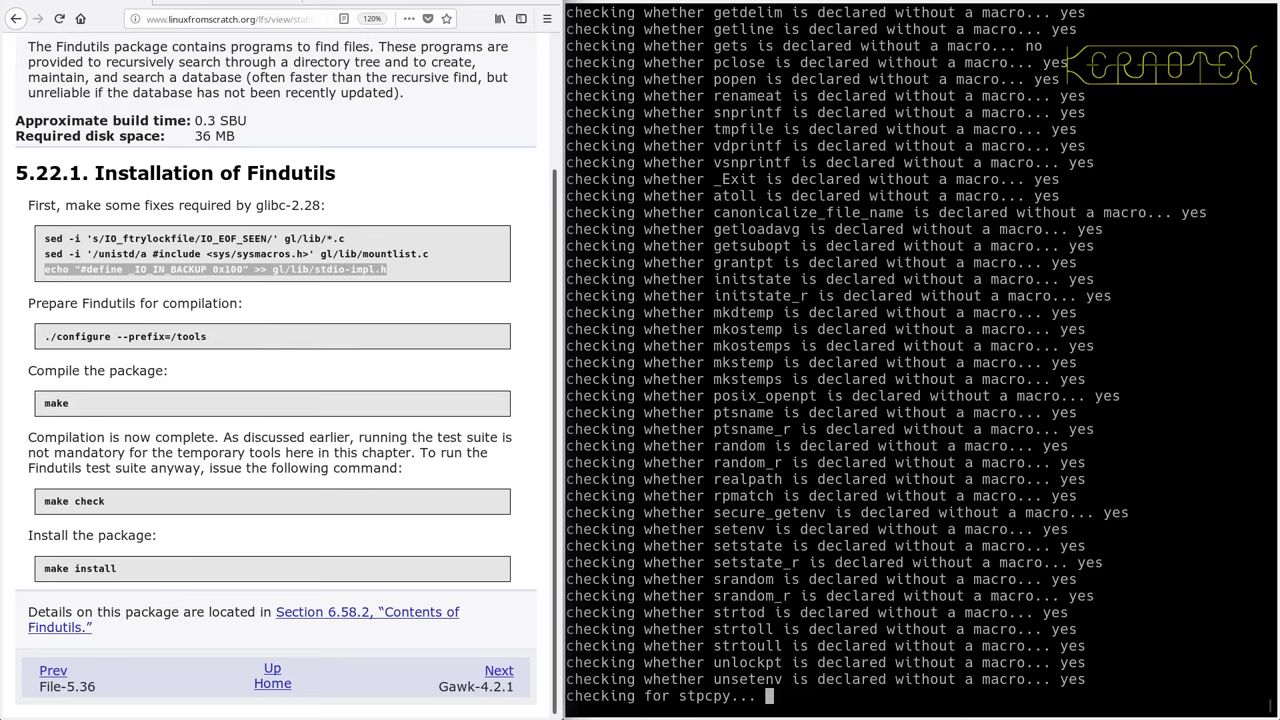 www.linuxfromscratch.org/lfs/view/stab
120%
The Findutils package contains programs to find files. These programs are
provided to recursively search through a directory tree and to create,
maintain, and search a database (often faster than the recursive find, but
unreliable if the database has not been recently updated).
Approximate build time: 0.3 SBU
Required disk space: 36 MB
5.22.1. Installation of Findutils
First, make some fixes required by glibc-2.28:
sed -i 's/IO_ftrylockfile/IO_EOF_SEEN/' gl/lib/*.c
sed -i '/unistd/a #include <sys/sysmacros.h>' gl/lib/mountlist.c
echo "#define _IO_IN_BACKUP 0x100" >> gl/lib/stdio-impl.h
Prepare Findutils for compilation:
./configure --prefix=/tools
Compile the package:
make
Compilation is now complete. As discussed earlier, running the test suite is
not mandatory for the temporary tools here in this chapter. To run the
Findutils test suite anyway, issue the following command:
make check
Install the package:
make install
Details on this package are located in Section 6.58.2, “Contents of
Findutils.”
Prev
File-5.36
Up
Home
Next
Gawk-4.2.1
checking whether getdelim is declared without a macro... yes
checking whether getline is declared without a macro... yes
checking whether gets is declared without a macro... no
checking whether pclose is declared without a macro... yes
checking whether popen is declared without a macro... yes
checking whether renameat is declared without a macro... yes
checking whether snprintf is declared without a macro... yes
checking whether tmpfile is declared without a macro... yes
checking whether vdprintf is declared without a macro... yes
checking whether vsnprintf is declared without a macro... yes
checking whether _Exit is declared without a macro... yes
checking whether atoll is declared without a macro... yes
checking whether canonicalize_file_name is declared without a macro... yes
checking whether getloadavg is declared without a macro... yes
checking whether getsubopt is declared without a macro... yes
checking whether grantpt is declared without a macro... yes
checking whether initstate is declared without a macro... yes
checking whether initstate_r is declared without a macro... yes
checking whether mkdtemp is declared without a macro... yes
checking whether mkostemp is declared without a macro... yes
checking whether mkostemps is declared without a macro... yes
checking whether mkstemp is declared without a macro... yes
checking whether mkstemps is declared without a macro... yes
checking whether posix_openpt is declared without a macro... yes
checking whether ptsname is declared without a macro... yes
checking whether ptsname_r is declared without a macro... yes
checking whether random is declared without a macro... yes
checking whether random_r is declared without a macro... yes
checking whether realpath is declared without a macro... yes
checking whether rpmatch is declared without a macro... yes
checking whether secure_getenv is declared without a macro... yes
checking whether setenv is declared without a macro... yes
checking whether setstate is declared without a macro... yes
checking whether setstate_r is declared without a macro... yes
checking whether srandom is declared without a macro... yes
checking whether srandom_r is declared without a macro... yes
checking whether strtod is declared without a macro... yes
checking whether strtoll is declared without a macro... yes
checking whether strtoull is declared without a macro... yes
checking whether unlockpt is declared without a macro... yes
checking whether unsetenv is declared without a macro... yes
checking for stpcpy...